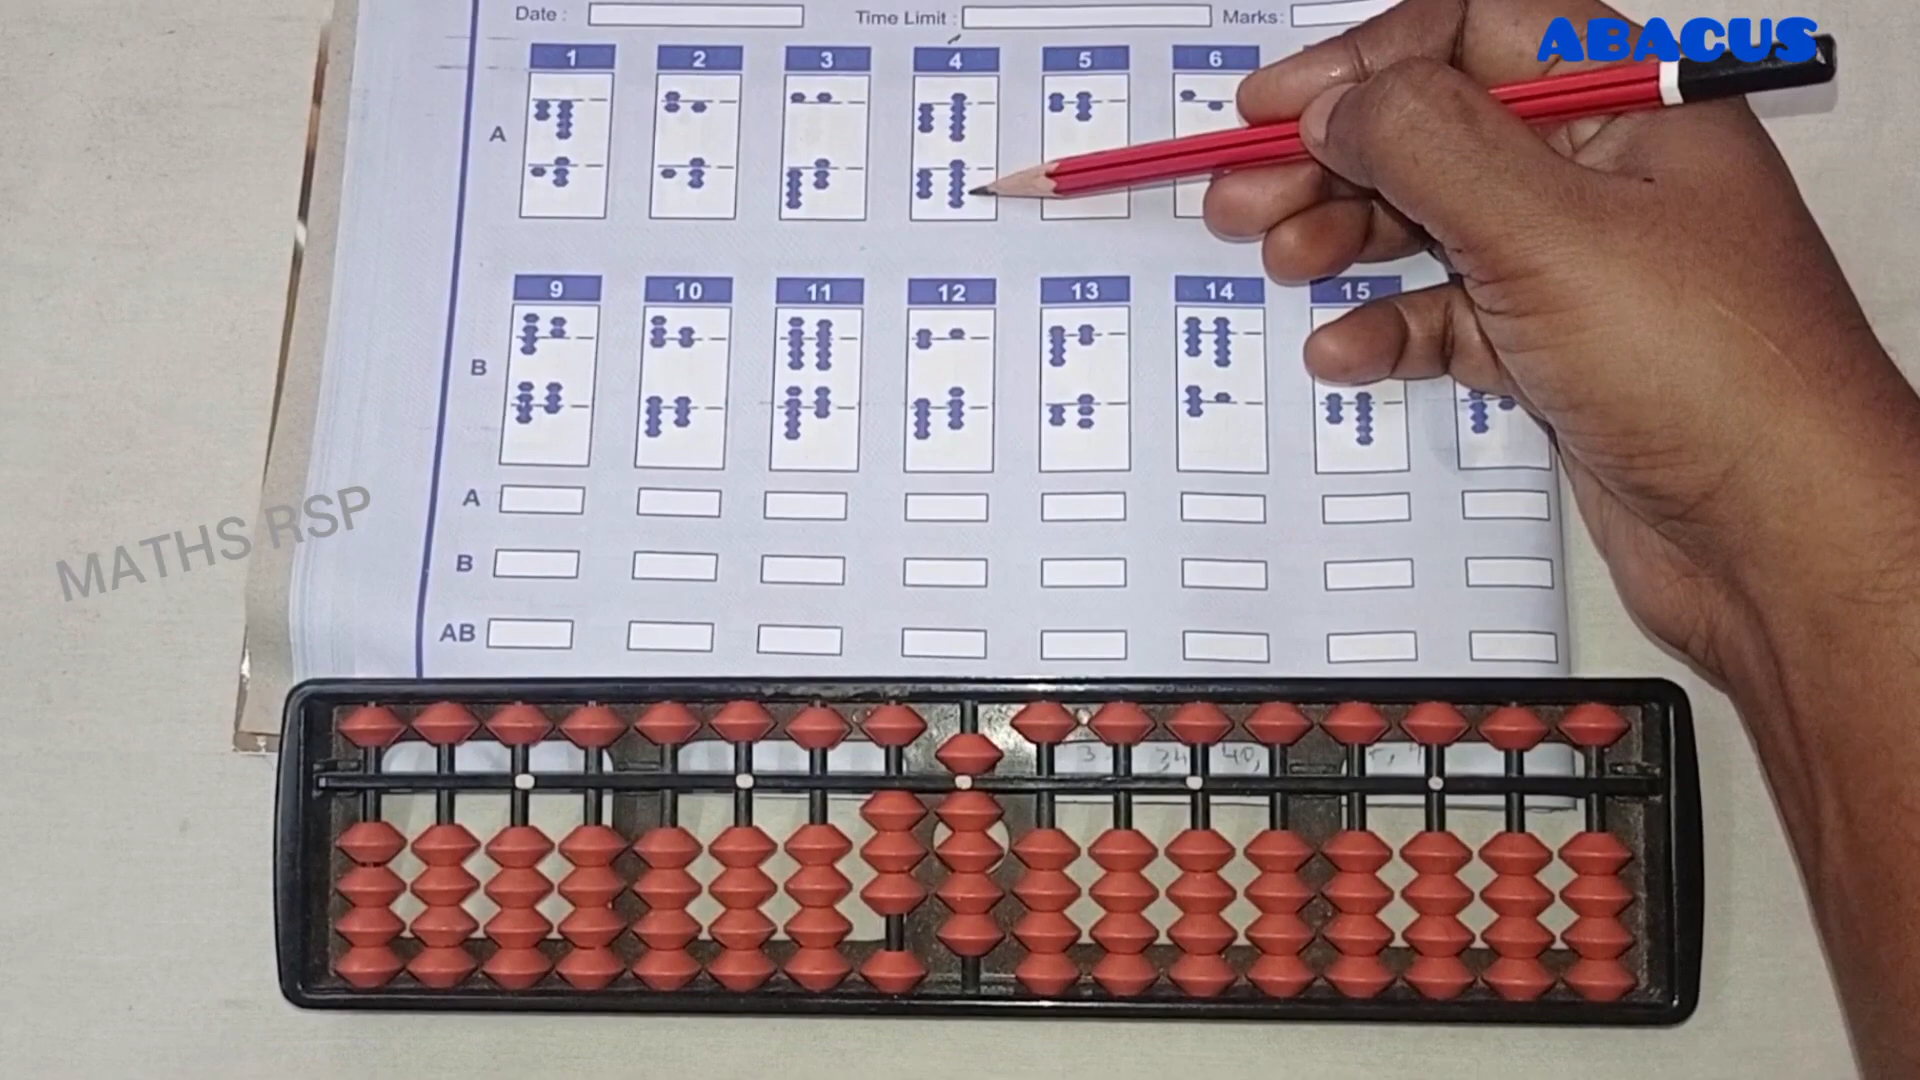 ABACUS
Date :
Time Limit :
Marks:
1 2 3 4 5 6
A
9 10 11 12 13 14 15
B
A
B
AB
MATHS RSP